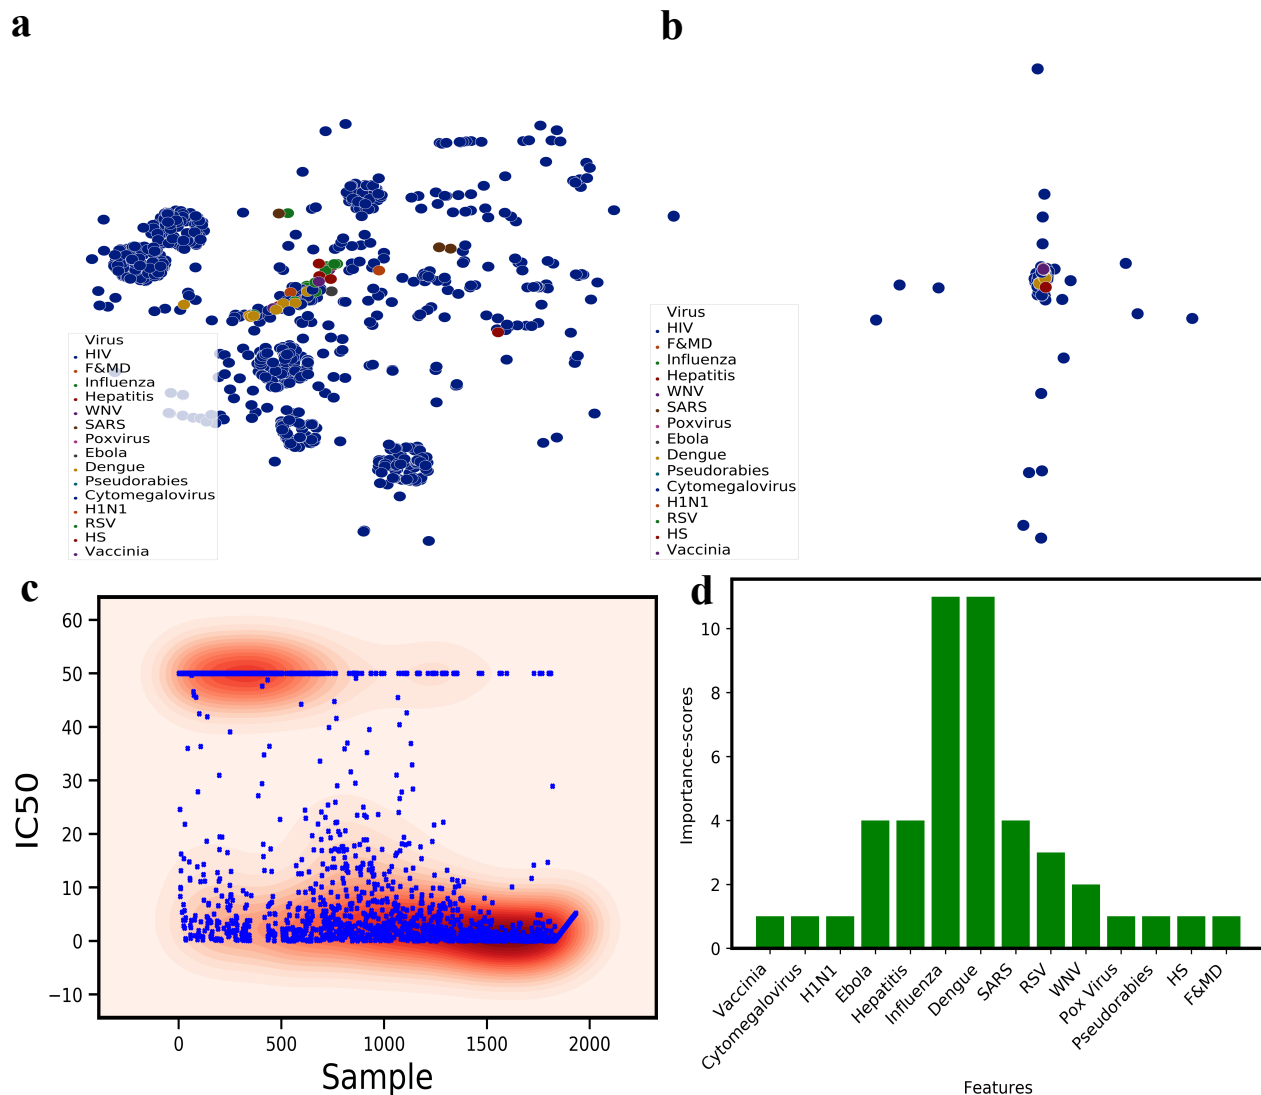 a
Virus
HIV
F&MD
Influenza
Hepatitis
WNV
SARS
Poxvirus
Ebola
Dengue
Pseudorabies
Cytomegalovirus
H1N1
RSV
HS
Vaccinia
b
Virus
HIV
F&MD
Influenza
Hepatitis
WNV
SARS
Poxvirus
Ebola
Dengue
Pseudorabies
Cytomegalovirus
H1N1
RSV
HS
Vaccinia
c
IC50
60
50
40
30
20
10
0
−10
0 500 1000 1500 2000
Sample
d
Importance-scores
10
8
6
4
2
0
Vaccinia
Cytomegalovirus
H1N1
Ebola
Hepatitis
Influenza
Dengue
SARS
RSV
WNV
Pox Virus
Pseudorabies
HS
F&MD
Features